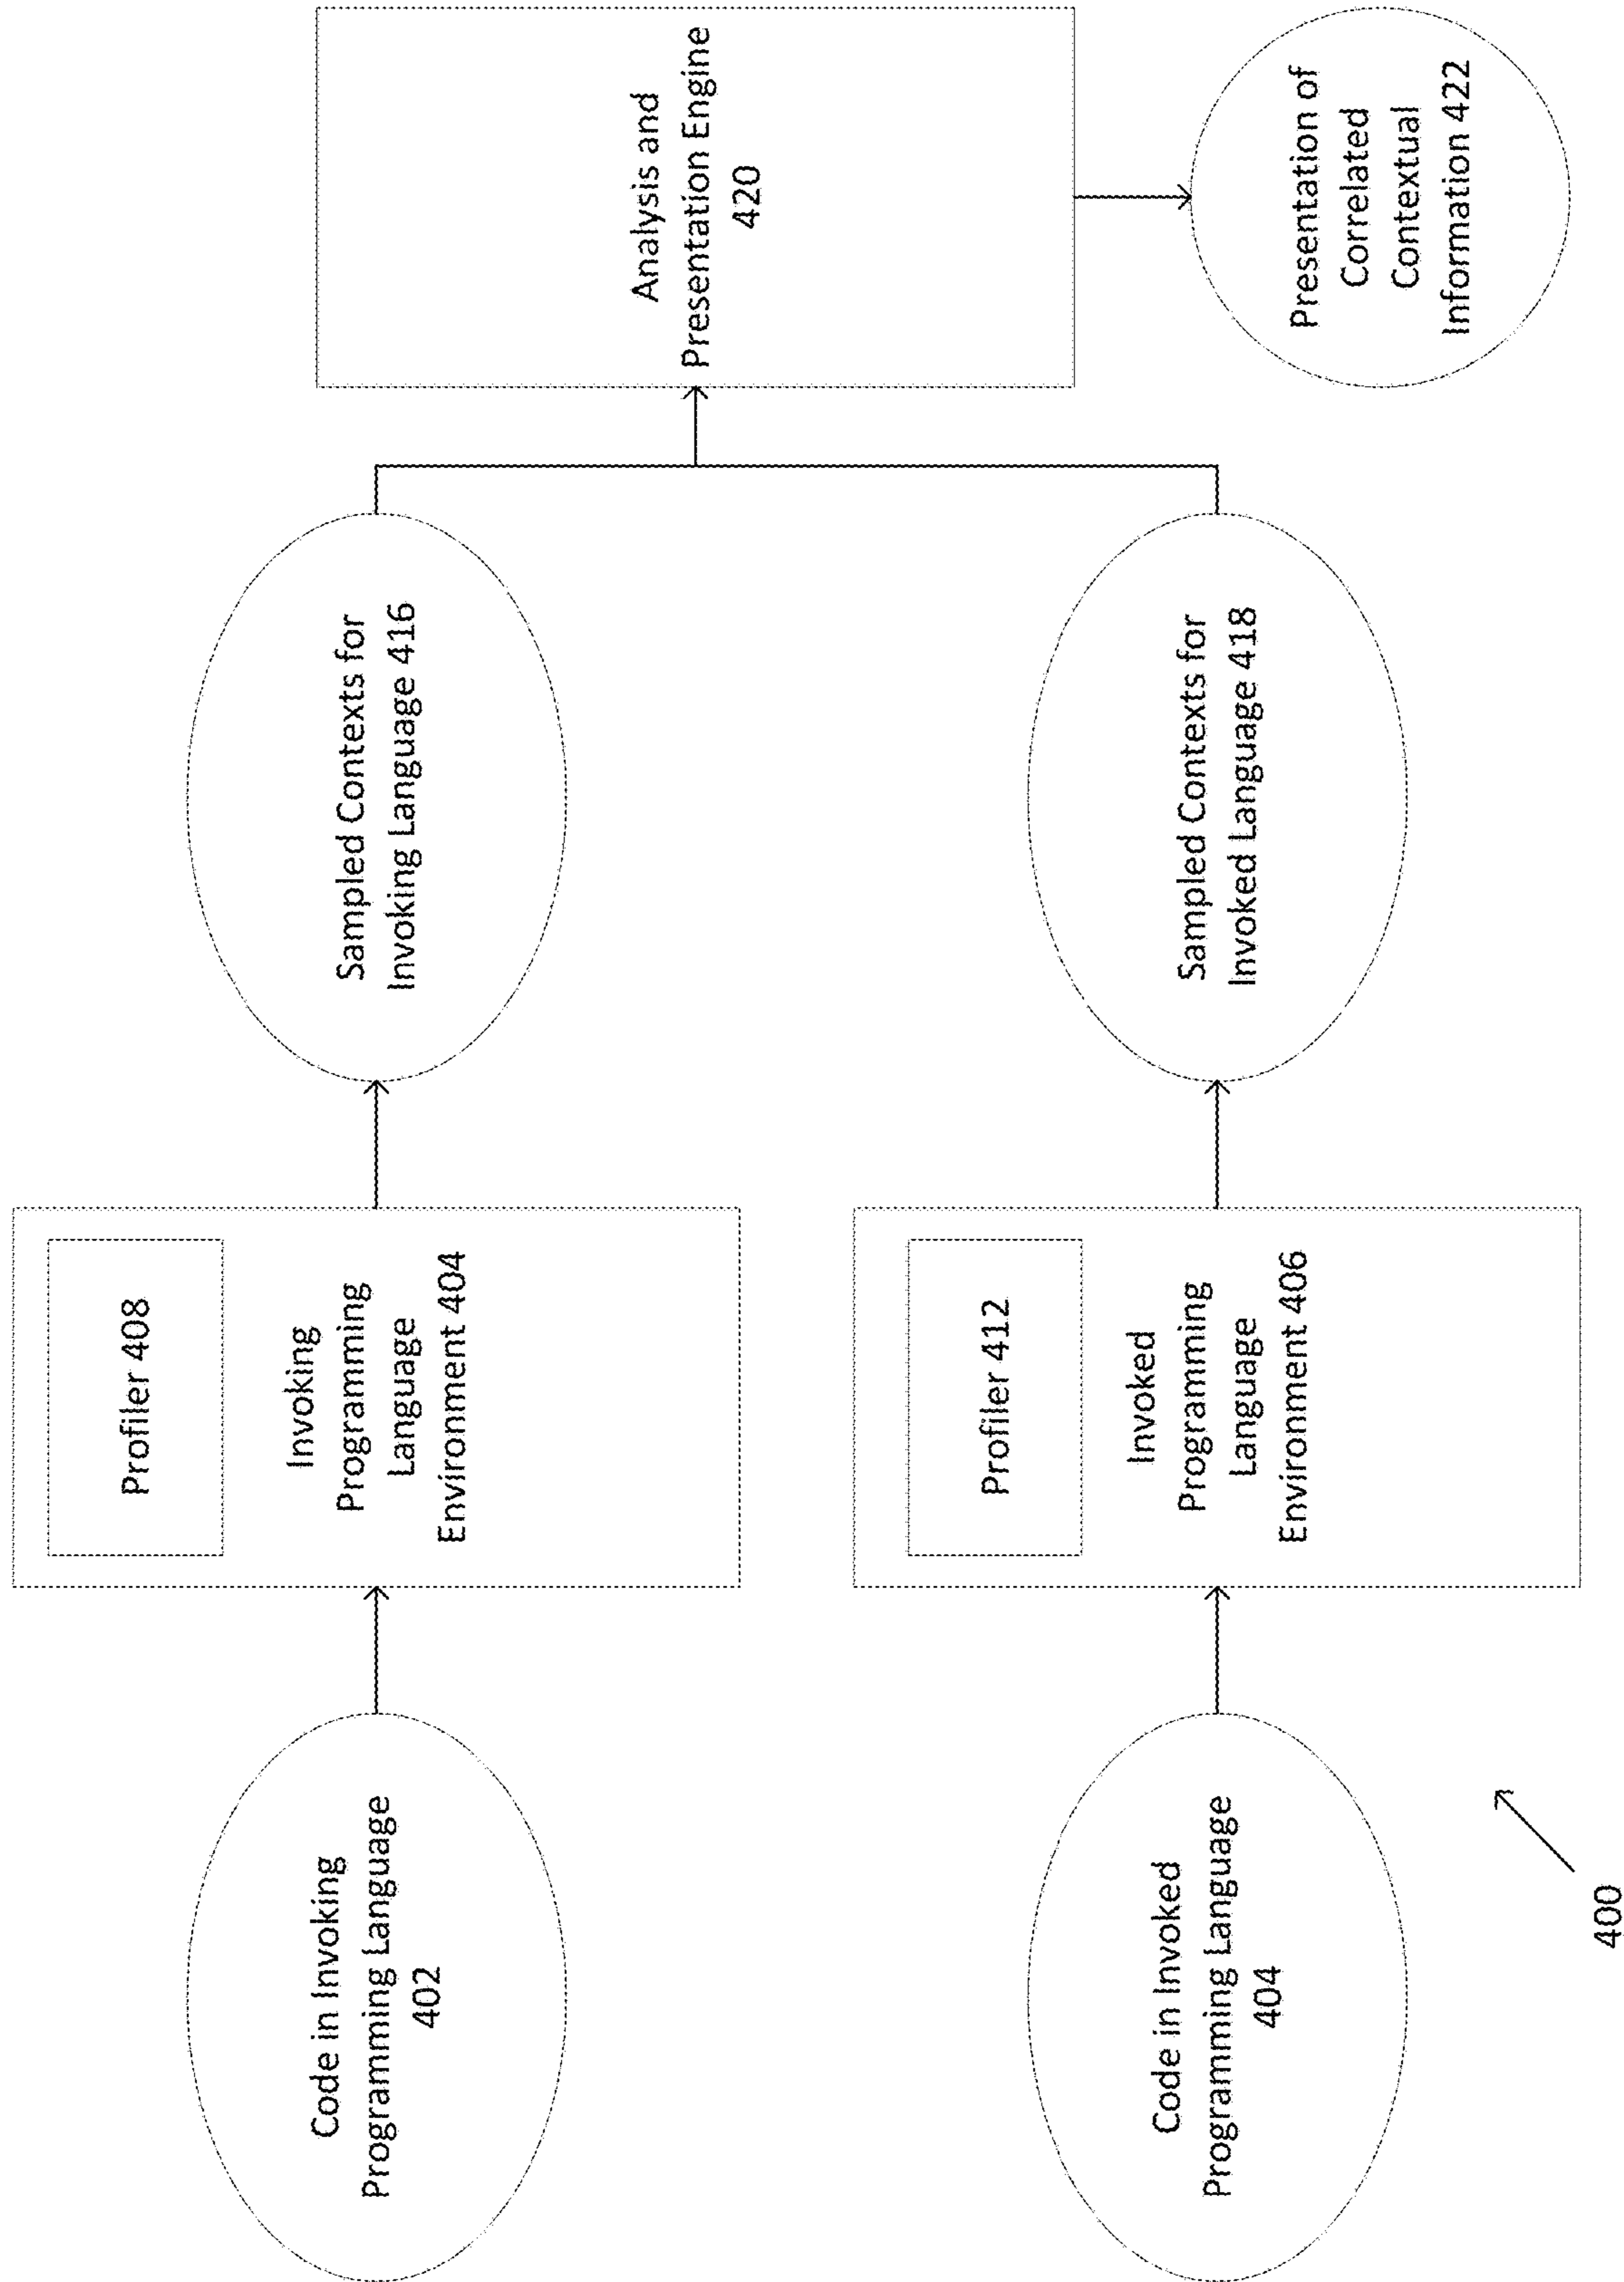 Code in Invoking
Programming Language
402
Profiler 408
Invoking
Programming
Language
Environment 404
Sampled Contexts for
Invoking Language 416
Code in Invoked
Programming Language
404
Profiler 412
Invoked
Programming
Language
Environment 406
Sampled Contexts for
Invoked Language 418
Analysis and
Presentation Engine
420
Presentation of
Correlated
Contextual
Information 422
400